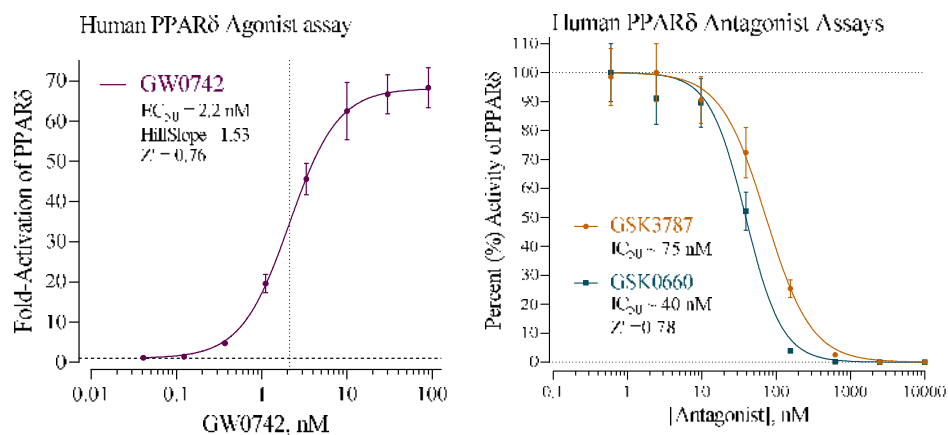 Human PPARδ Agonist assay
Fold-Activation of PPARδ
70
60
50
40
30
20
10
0
GW0742
EC50 = 2.2 nM
HillSlope 1.53
Z' = 0.76
0.01 0.1 1 10 100
GW0742, nM
Human PPARδ Antagonist Assays
Percent (%) Activity of PPARδ
110
100
90
80
70
60
50
40
30
20
10
0
GSK3787
IC50 ~ 75 nM
GSK0660
IC50 ~ 40 nM
Z' =0.78
0.1 1 10 100 1000 10000
[Antagonist], nM